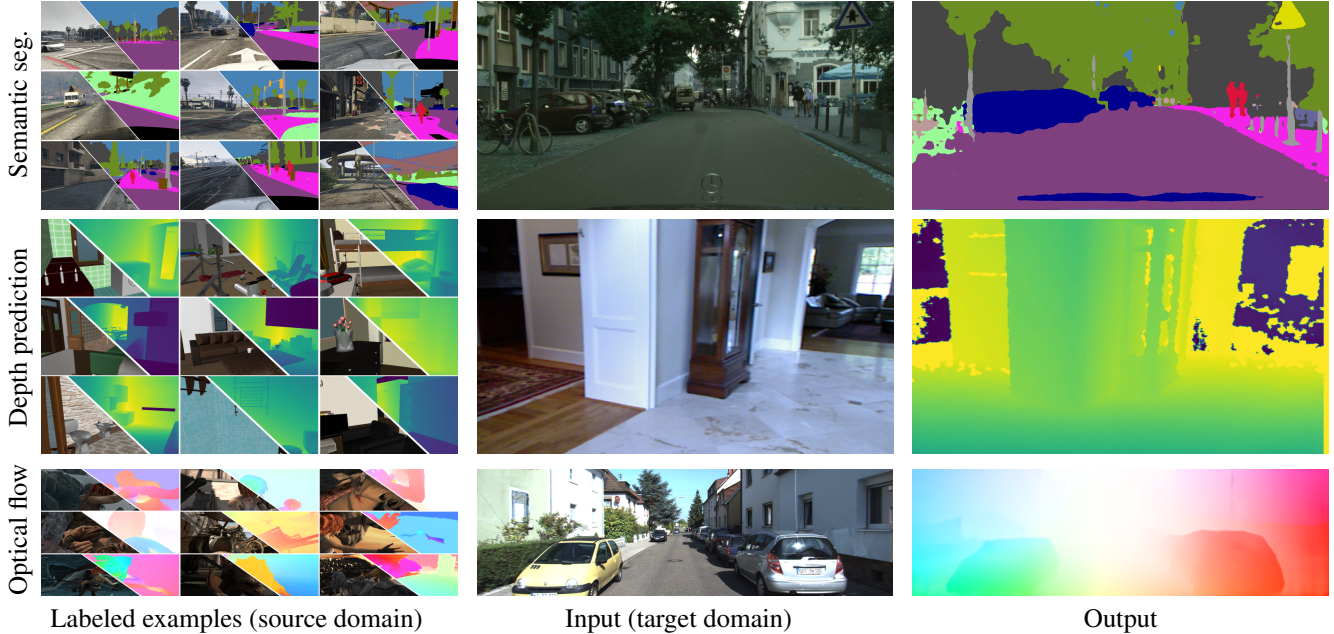 Semantic seg.
Depth prediction
Optical flow
Labeled examples (source domain)
Input (target domain)
Output